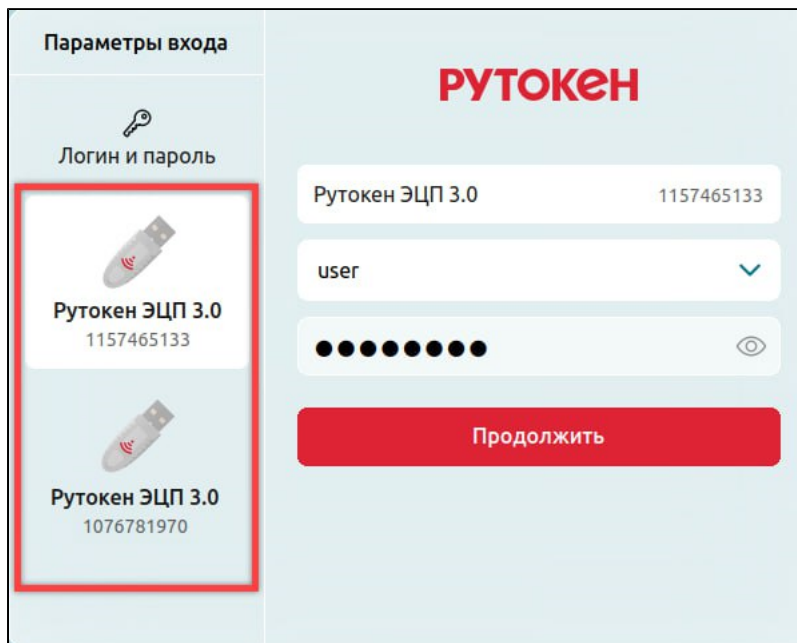 Параметры входа
Логин и пароль
Рутокен ЭЦП 3.0
1157465133
Рутокен ЭЦП 3.0
1076781970
РУТОКЕН
Рутокен ЭЦП 3.0 1157465133
user
●●●●●●●●
Продолжить